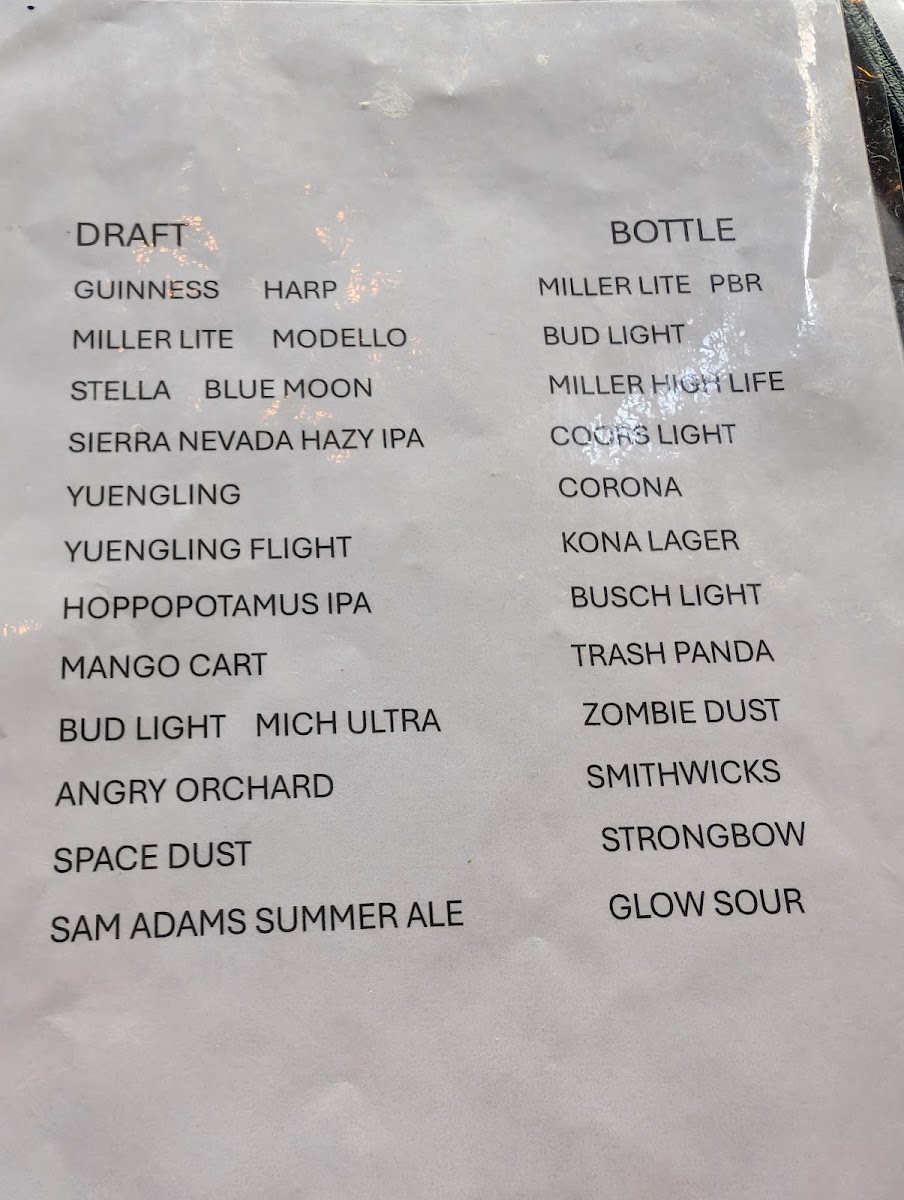 DRAFT
GUINNESS HARP
MILLER LITE MODELLO
STELLA BLUE MOON
SIERRA NEVADA HAZY IPA
YUENGLING
YUENGLING FLIGHT
HOPPOPOTAMUS IPA
MANGO CART
BUD LIGHT MICH ULTRA
ANGRY ORCHARD
SPACE DUST
SAM ADAMS SUMMER ALE
BOTTLE
MILLER LITE PBR
BUD LIGHT
MILLER HIGH LIFE
COORS LIGHT
CORONA
KONA LAGER
BUSCH LIGHT
TRASH PANDA
ZOMBIE DUST
SMITHWICKS
STRONGBOW
GLOW SOUR